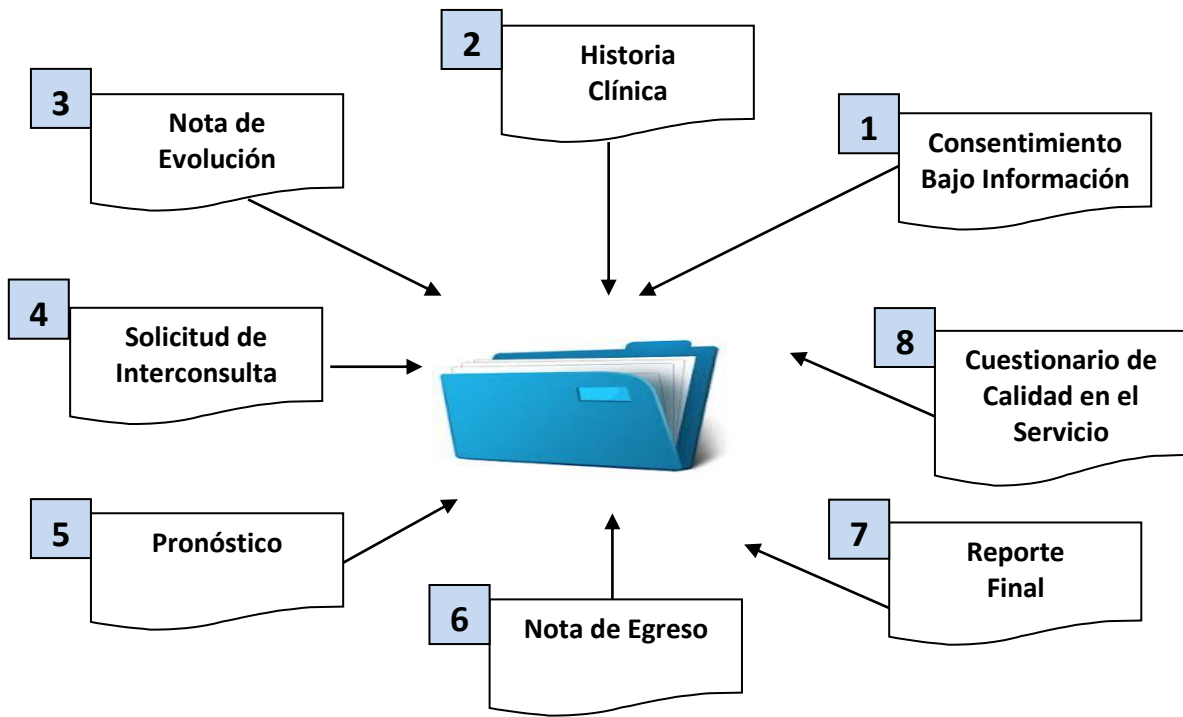 1
Consentimiento
Bajo Información
2
Historia
Clínica
3
Nota de
Evolución
4
Solicitud de
Interconsulta
5
Pronóstico
6
Nota de Egreso
7
Reporte
Final
8
Cuestionario de
Calidad en el
Servicio